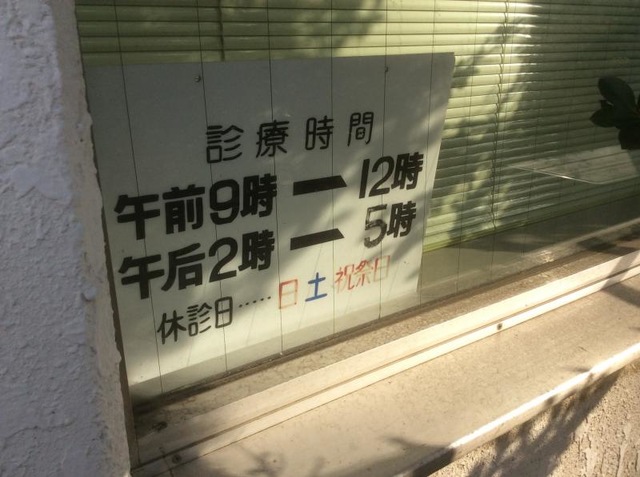 診療時間
午前9時ー12時
午后2時ー5時
休診日.....日土祝祭日